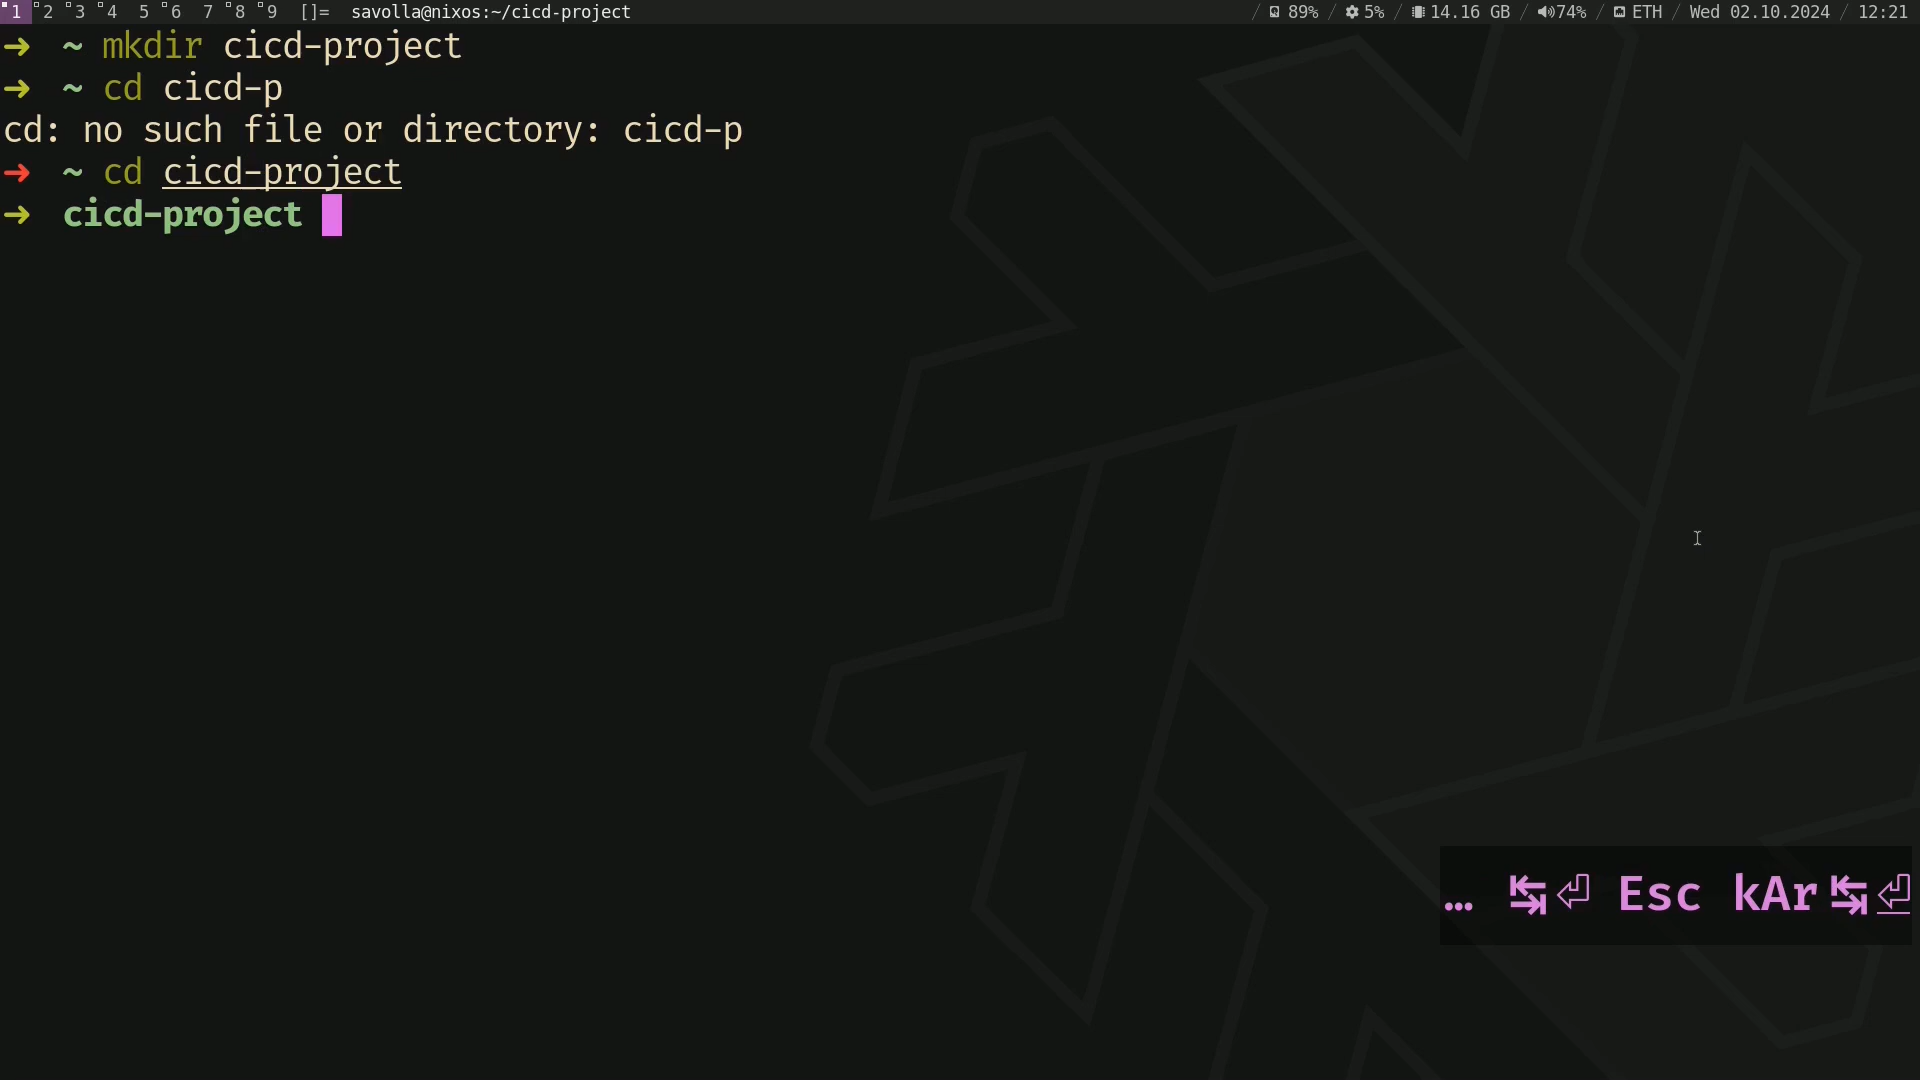 1 2 3 4 5 6 7 8 9 []= savolla@nixos:~/cicd-project / 89% / 5% / 14.16 GB / 74% / ETH / Wed 02.10.2024 / 12:21
➜ ~ mkdir cicd-project
➜ ~ cd cicd-p
cd: no such file or directory: cicd-p
➜ ~ cd cicd-project
➜ cicd-project
… ↹⏎ Esc kAr↹⏎